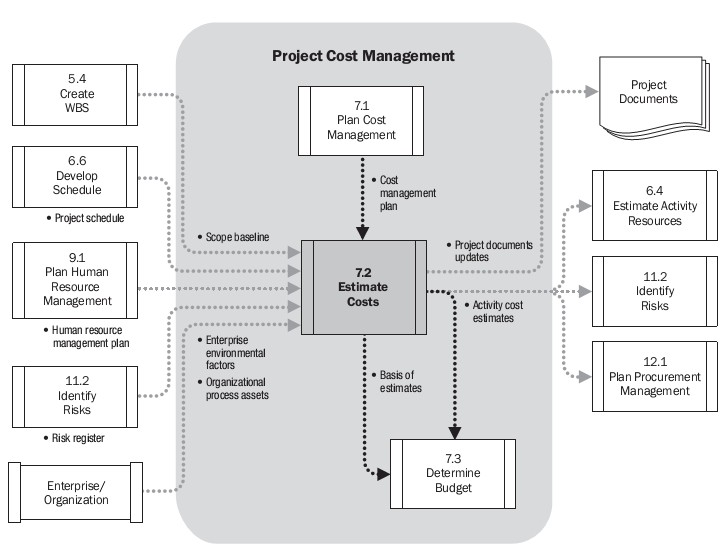 Project Cost Management
5.4
Create
WBS
6.6
Develop
Schedule
• Project schedule
9.1
Plan Human
Resource
Management
• Human resource
management plan
11.2
Identify
Risks
• Risk register
Enterprise/
Organization
7.1
Plan Cost
Management
• Cost
management
plan
• Scope baseline
• Enterprise
environmental
factors
• Organizational
process assets
7.2
Estimate
Costs
• Project documents
updates
• Activity cost
estimates
• Basis of
estimates
7.3
Determine
Budget
Project
Documents
6.4
Estimate Activity
Resources
11.2
Identify
Risks
12.1
Plan Procurement
Management